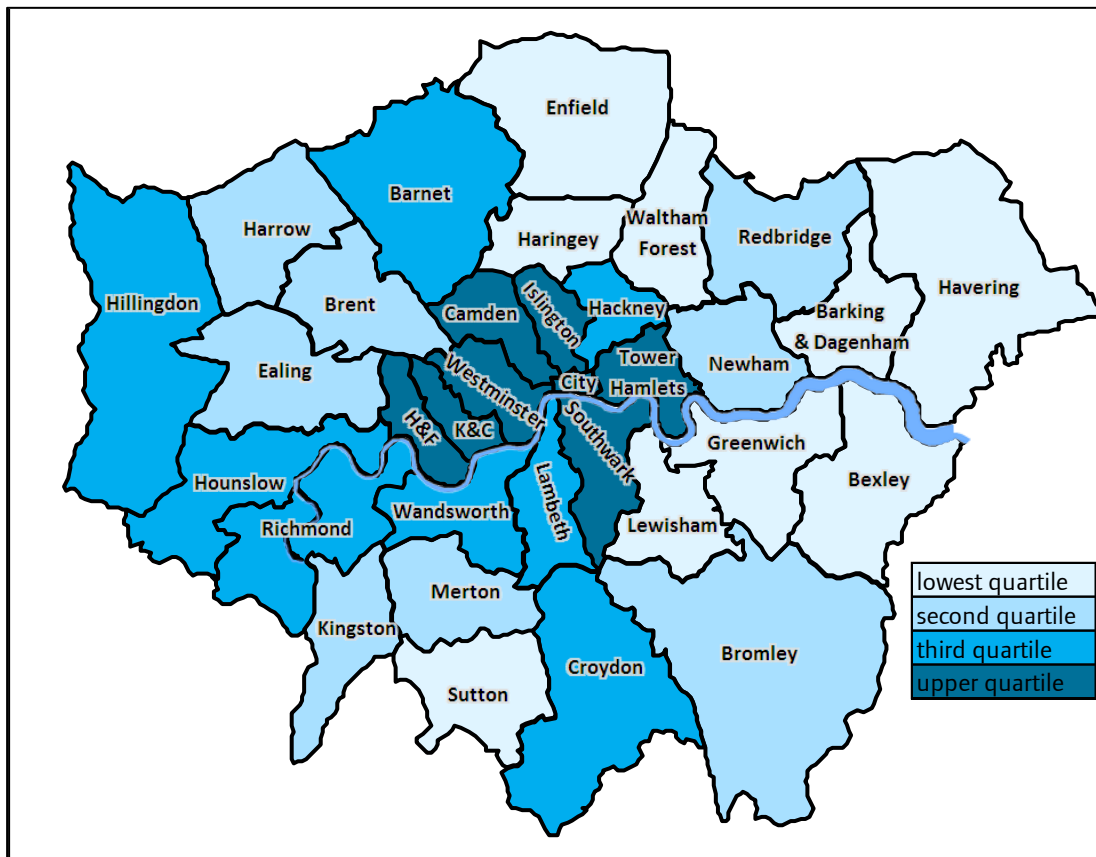 Enfield
Barnet
Waltham
Forest
Harrow
Haringey
Redbridge
Hillingdon
Brent
Camden
Islington
Hackney
Havering
Barking
& Dagenham
Ealing
Westminster
City
Tower
Hamlets
Newham
H&F
K&C
Southwark
Greenwich
Hounslow
Bexley
Richmond
Wandsworth
Lambeth
Lewisham
Merton
Kingston
Sutton
Croydon
Bromley
lowest quartile
second quartile
third quartile
upper quartile